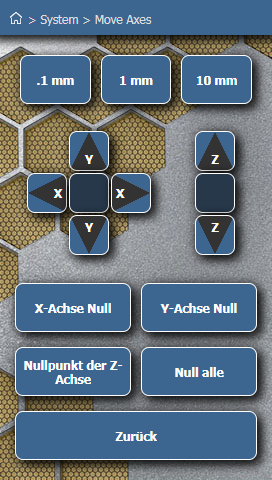 > System > Move Axes
.1 mm
1 mm
10 mm
Y
Z
X
X
Y
Z
X-Achse Null
Y-Achse Null
Nullpunkt der Z-
Achse
Null alle
Zurück